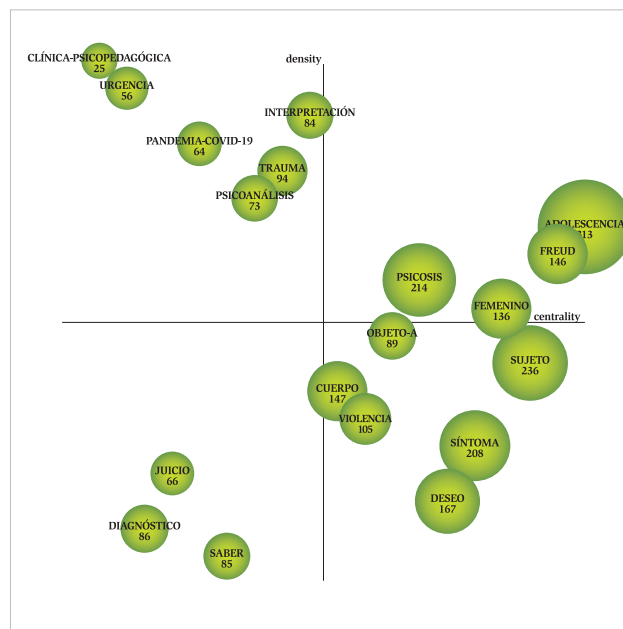 CLÍNICA-PSICOPEDAGÓGICA
25
density
URGENCIA
56
INTERPRETACIÓN
84
PANDEMIA-COVID-19
64
TRAUMA
94
PSICOANÁLISIS
73
ADOLESCENCIA
FREUD
146
PSICOSIS
214
FEMENINO
136
centrality
OBJETO-A
89
SUJETO
236
CUERPO
147
VIOLENCIA
105
SÍNTOMA
208
JUICIO
66
DESEO
167
DIAGNÓSTICO
86
SABER
85